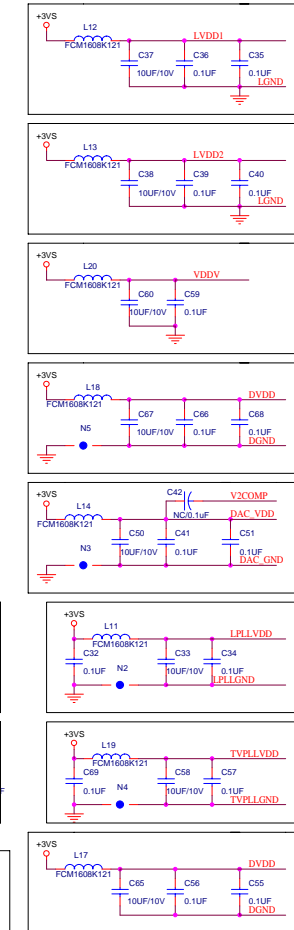 +3VS
L12
LVDD1
FCM1608K121
C37
C36
C35
10UF/10V
0.1UF
0.1UF
LGND
+3VS
L13
LVDD2
FCM1608K121
C38
C39
C40
10UF/10V
0.1UF
0.1UF
LGND
+3VS
L20
VDDV
FCM1608K121
C60
C59
10UF/10V
0.1UF
+3VS
L18
DVDD
FCM1608K121
C67
C66
C68
N5
10UF/10V
0.1UF
0.1UF
DGND
+3VS
C42
V2COMP
L14
NC/0.1uF
DAC_VDD
FCM1608K121
C50
C41
C51
N3
10UF/10V
0.1UF
0.1UF
DAC_GND
+3VS
L11
LPLLVDD
FCM1608K121
C32
C33
C34
0.1UF
N2
10UF/10V
0.1UF
LPLLGND
+3VS
L19
TVPLLVDD
FCM1608K121
C69
C58
C57
F
0.1UF
N4
10UF/10V
0.1UF
TVPLLGND
+3VS
L17
DVDD
FCM1608K121
C65
C56
C55
10UF/10V
0.1UF
0.1UF
DGND